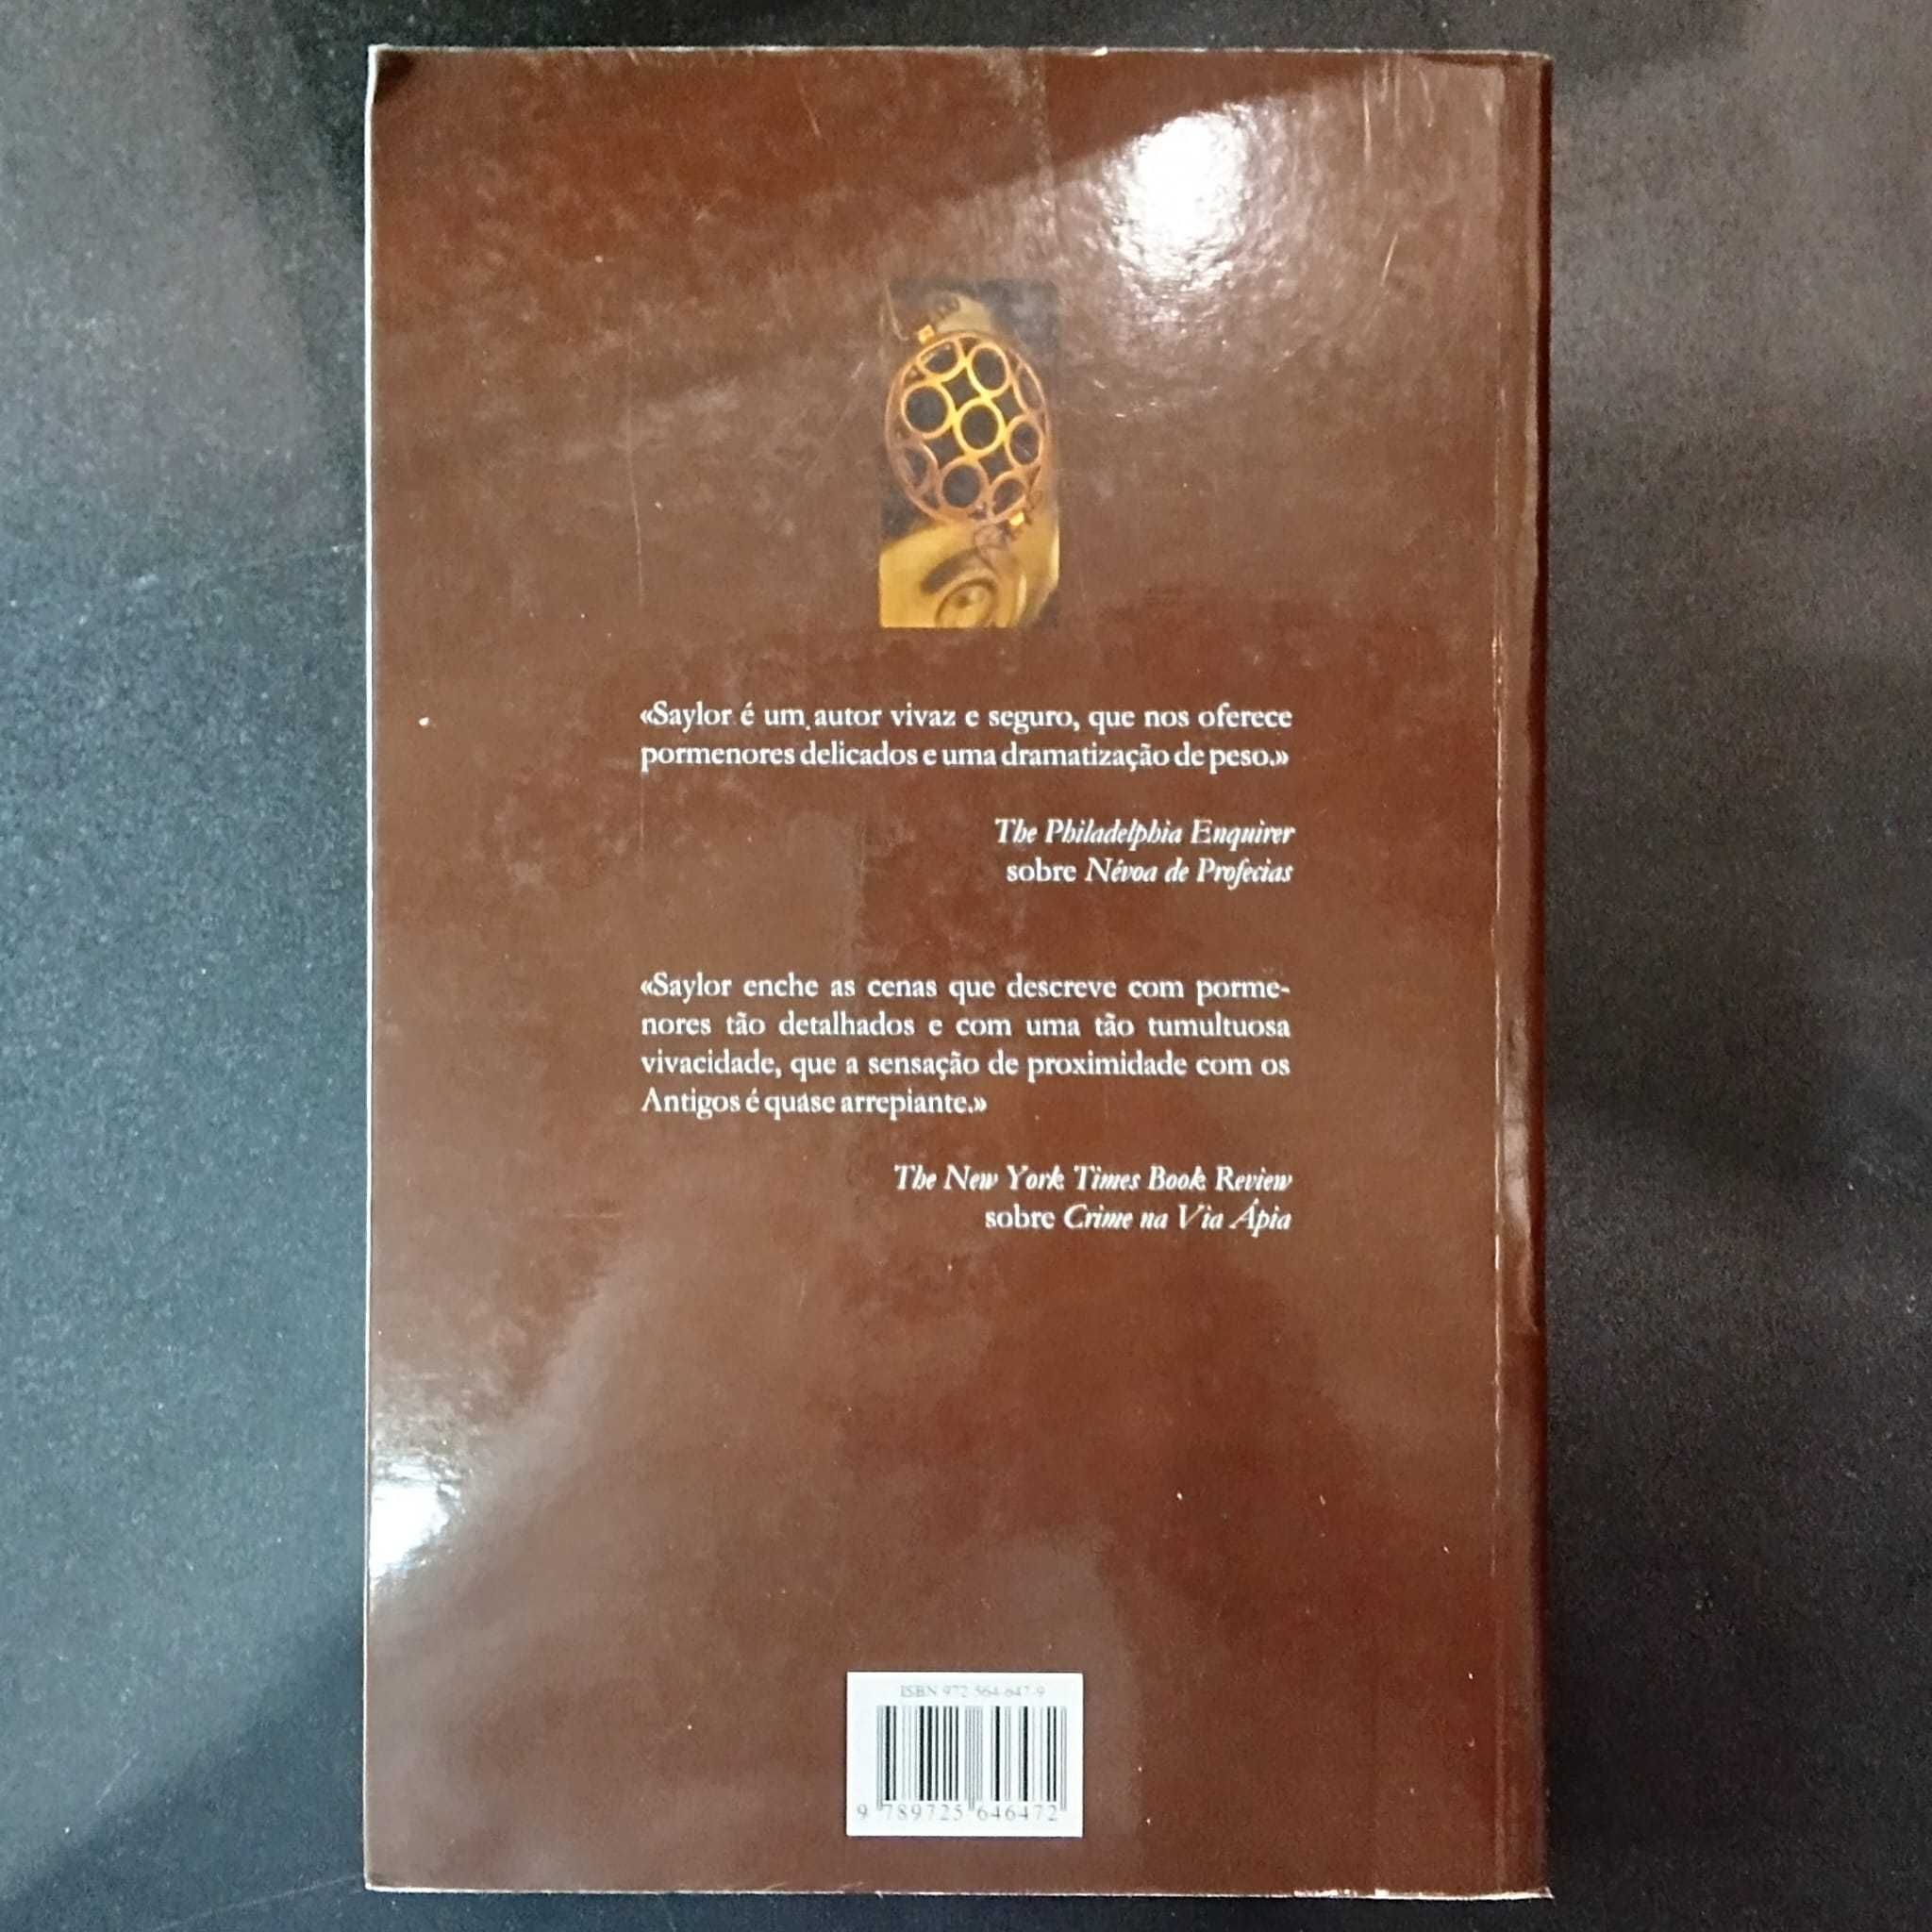 «Saylor é um autor vivaz e seguro, que nos oferece
pormenores delicados e uma dramatização de peso.»
The Philadelphia Enquirer
sobre Névoa de Profecias
«Saylor enche as cenas que descreve com porme-
nores tão detalhados e com uma tão tumultuosa
vivacidade, que a sensação de proximidade com os
Antigos é quase arrepiante.»
The New York Times Book Review
sobre Crime na Via Ápia
ISBN 972-564-647-9
9 789725 646472